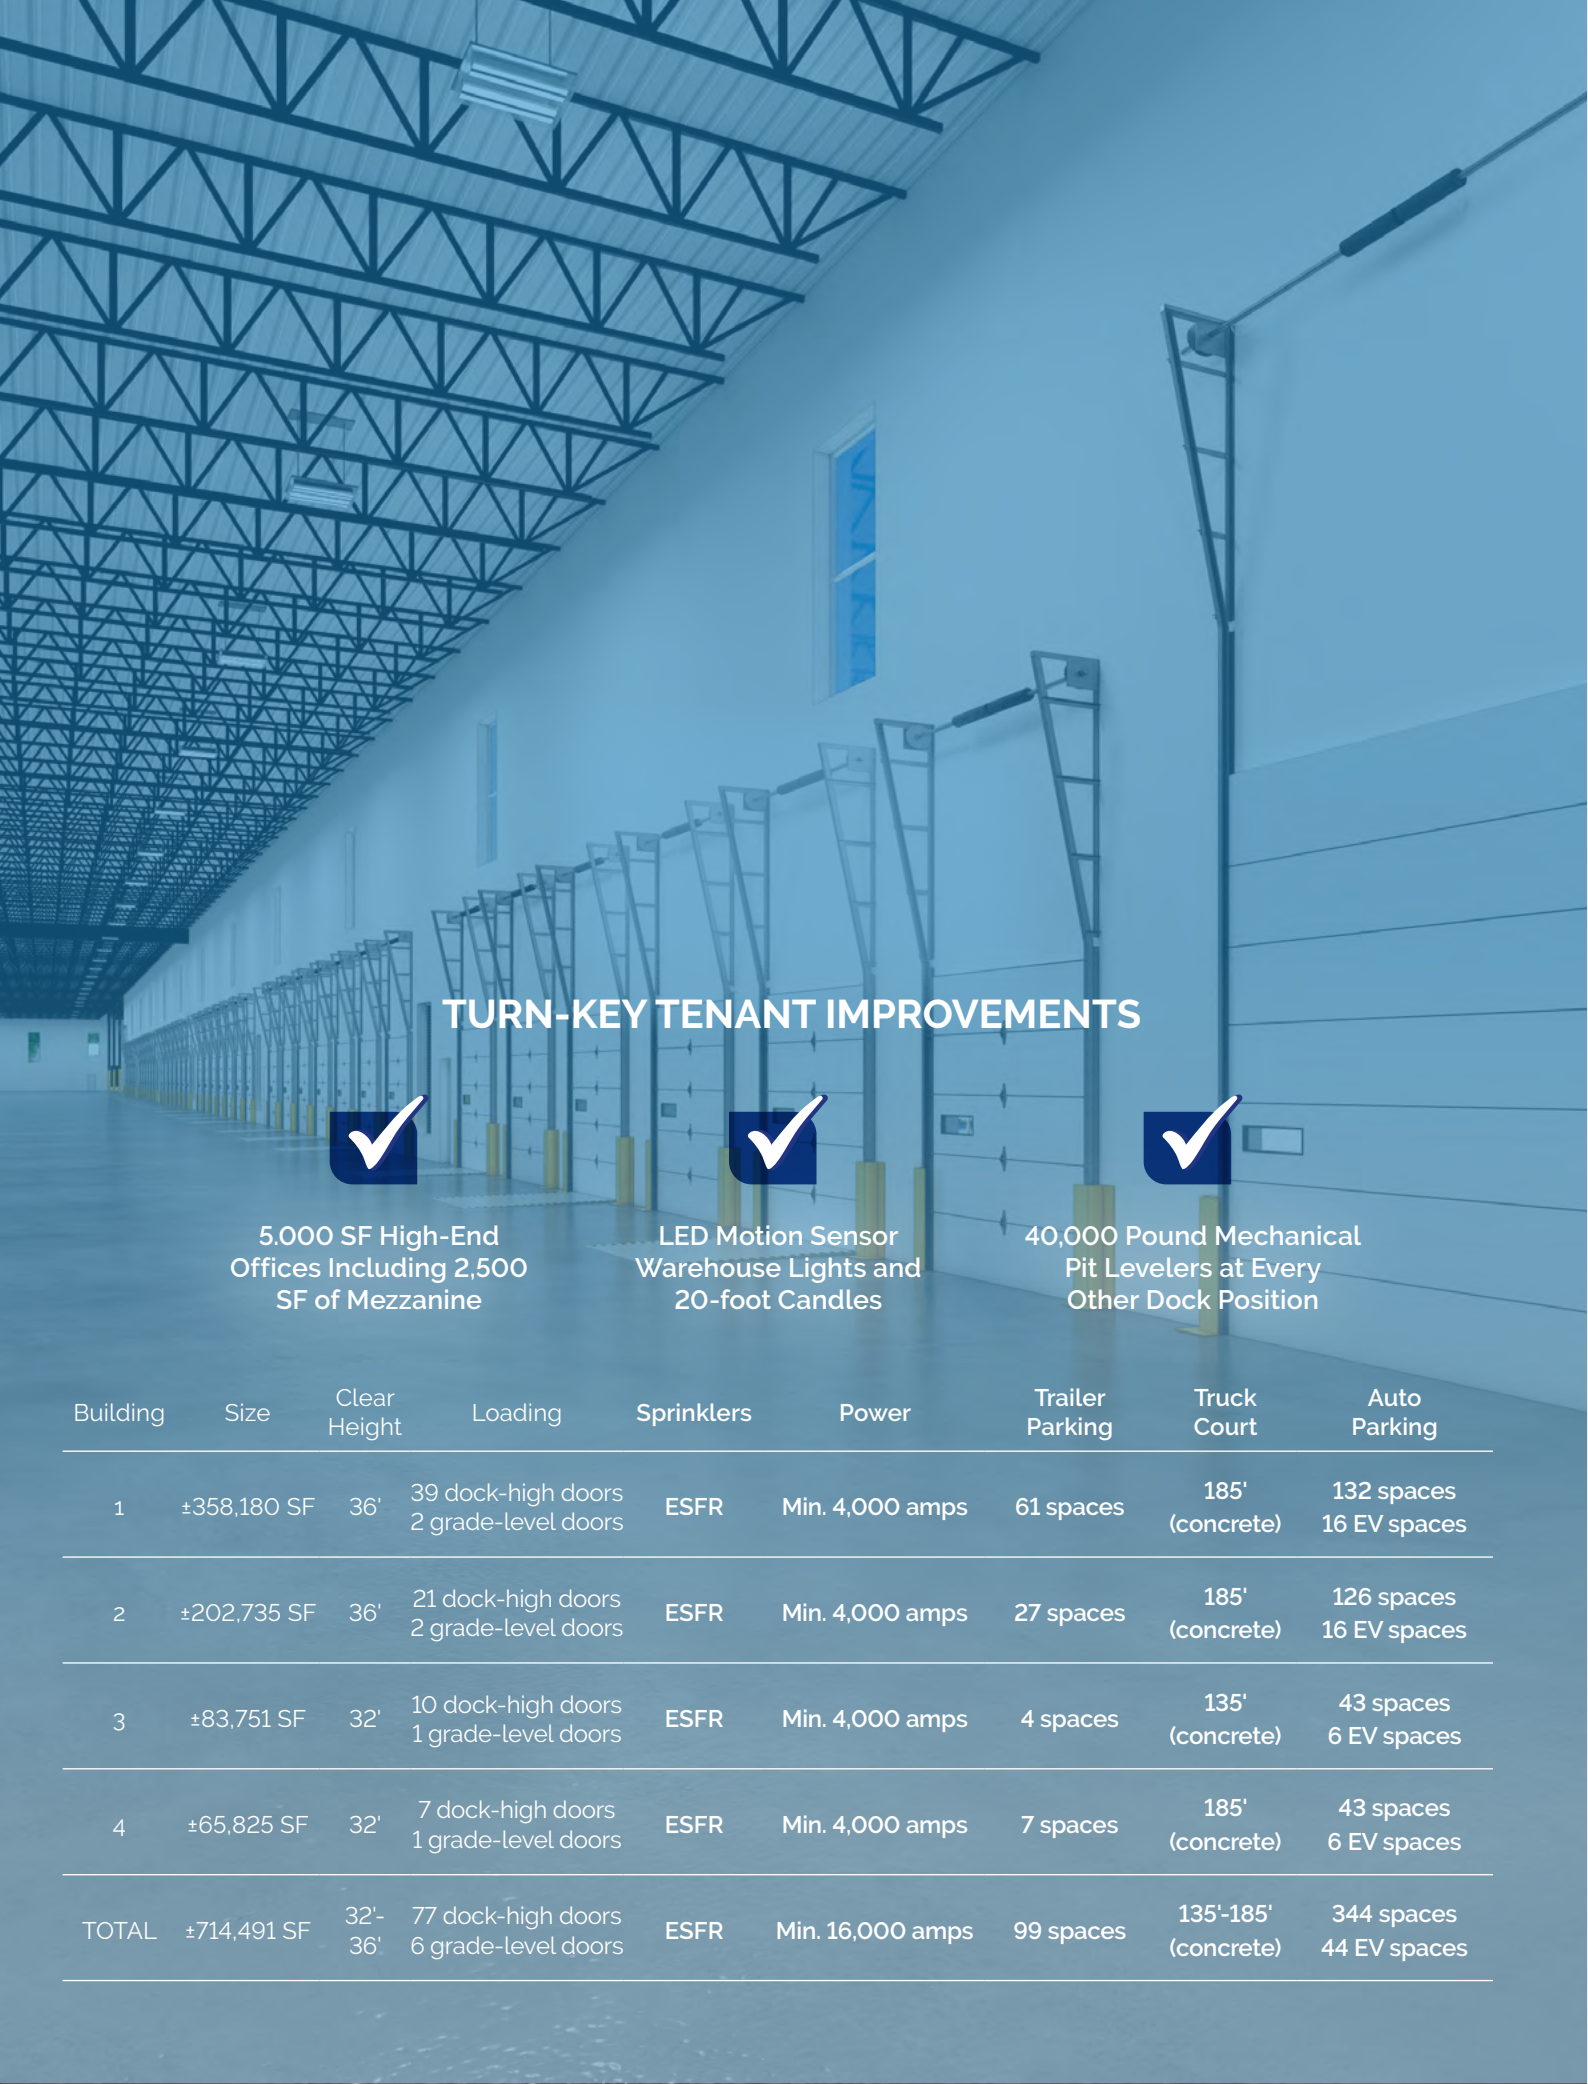 TURN-KEY TENANT IMPROVEMENTS
5.000 SF High-End
Offices Including 2,500
SF of Mezzanine
LED Motion Sensor
Warehouse Lights and
20-foot Candles
40,000 Pound Mechanical
Pit Levelers at Every
Other Dock Position
Building Size Clear Height Loading Sprinklers Power Trailer Parking Truck Court Auto Parking
1 ±358,180 SF 36' 39 dock-high doors 2 grade-level doors ESFR Min. 4,000 amps 61 spaces 185' (concrete) 132 spaces 16 EV spaces
2 ±202,735 SF 36' 21 dock-high doors 2 grade-level doors ESFR Min. 4,000 amps 27 spaces 185' (concrete) 126 spaces 16 EV spaces
3 ±83,751 SF 32' 10 dock-high doors 1 grade-level doors ESFR Min. 4,000 amps 4 spaces 135' (concrete) 43 spaces 6 EV spaces
4 ±65,825 SF 32' 7 dock-high doors 1 grade-level doors ESFR Min. 4,000 amps 7 spaces 185' (concrete) 43 spaces 6 EV spaces
TOTAL ±714,491 SF 32'-36' 77 dock-high doors 6 grade-level doors ESFR Min. 16,000 amps 99 spaces 135'-185' (concrete) 344 spaces 44 EV spaces